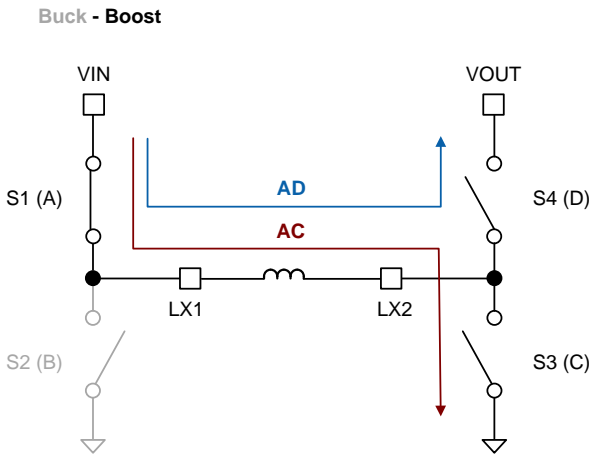 Buck - Boost
VIN
VOUT
S1 (A)
AD
S4 (D)
AC
LX1
LX2
S2 (B)
S3 (C)